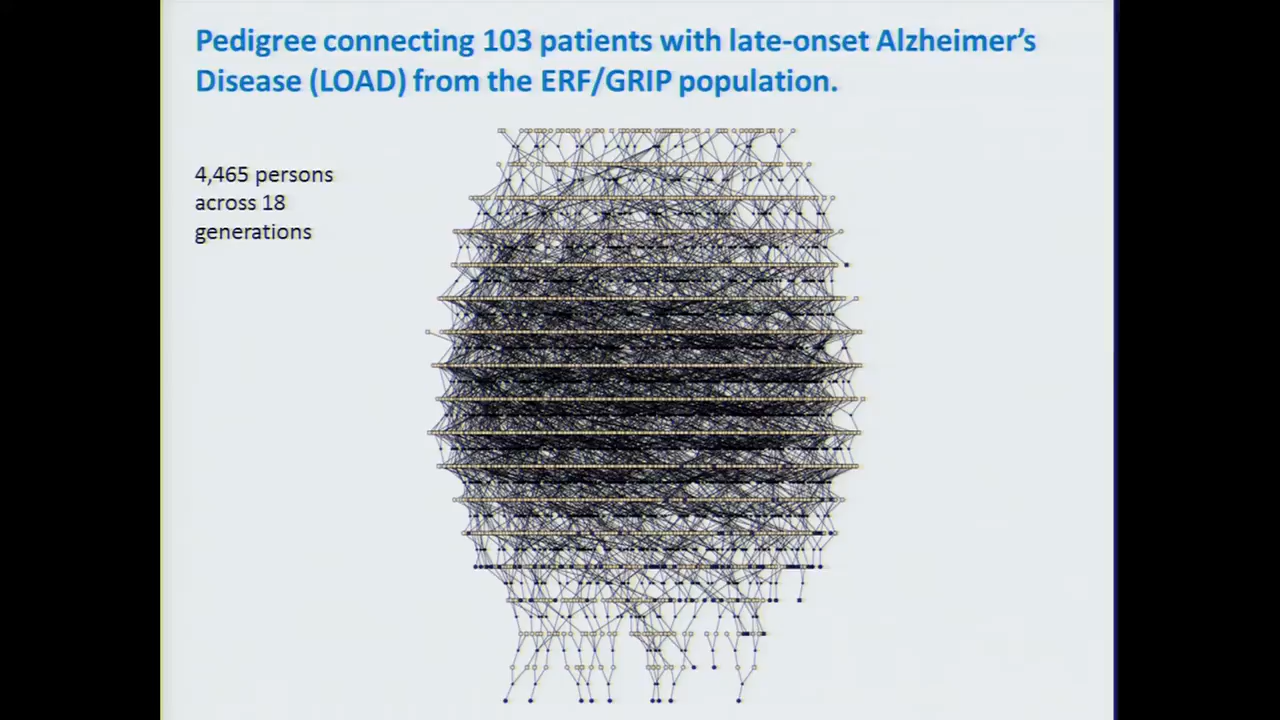 Pedigree connecting 103 patients with late-onset Alzheimer's
Disease (LOAD) from the ERF/GRIP population.
4,465 persons
across 18
generations